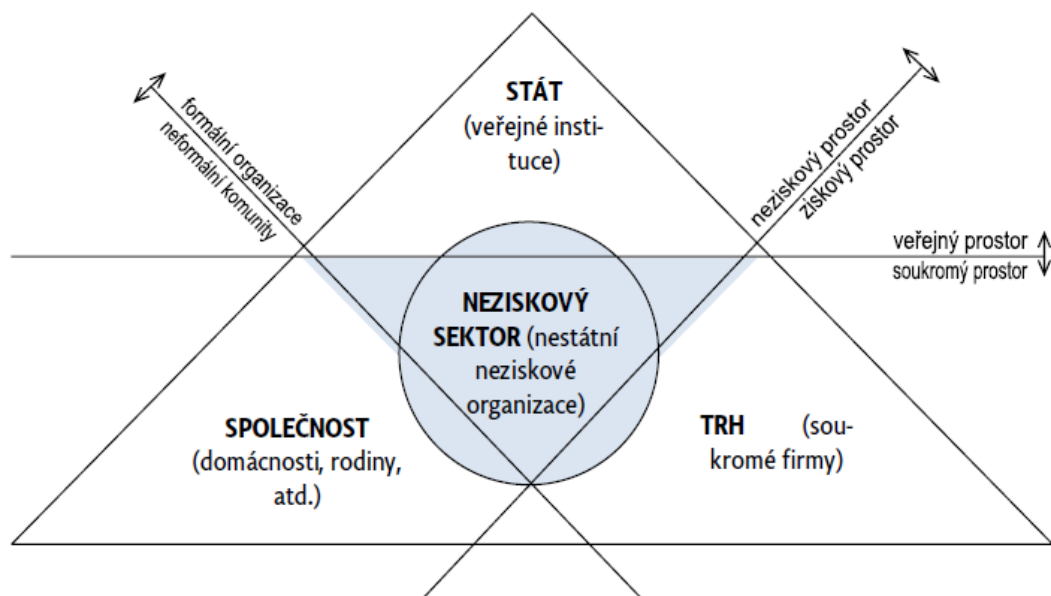 STÁT
(veřejné insti-
tuce)
formální organizace
neformální komunity
neziskový prostor
ziskový prostor
veřejný prostor
soukromý prostor
NEZISKOVÝ
SEKTOR (nestátní
neziskové
organizace)
SPOLEČNOST
(domácnosti, rodiny,
atd.)
TRH (sou-
kromé firmy)